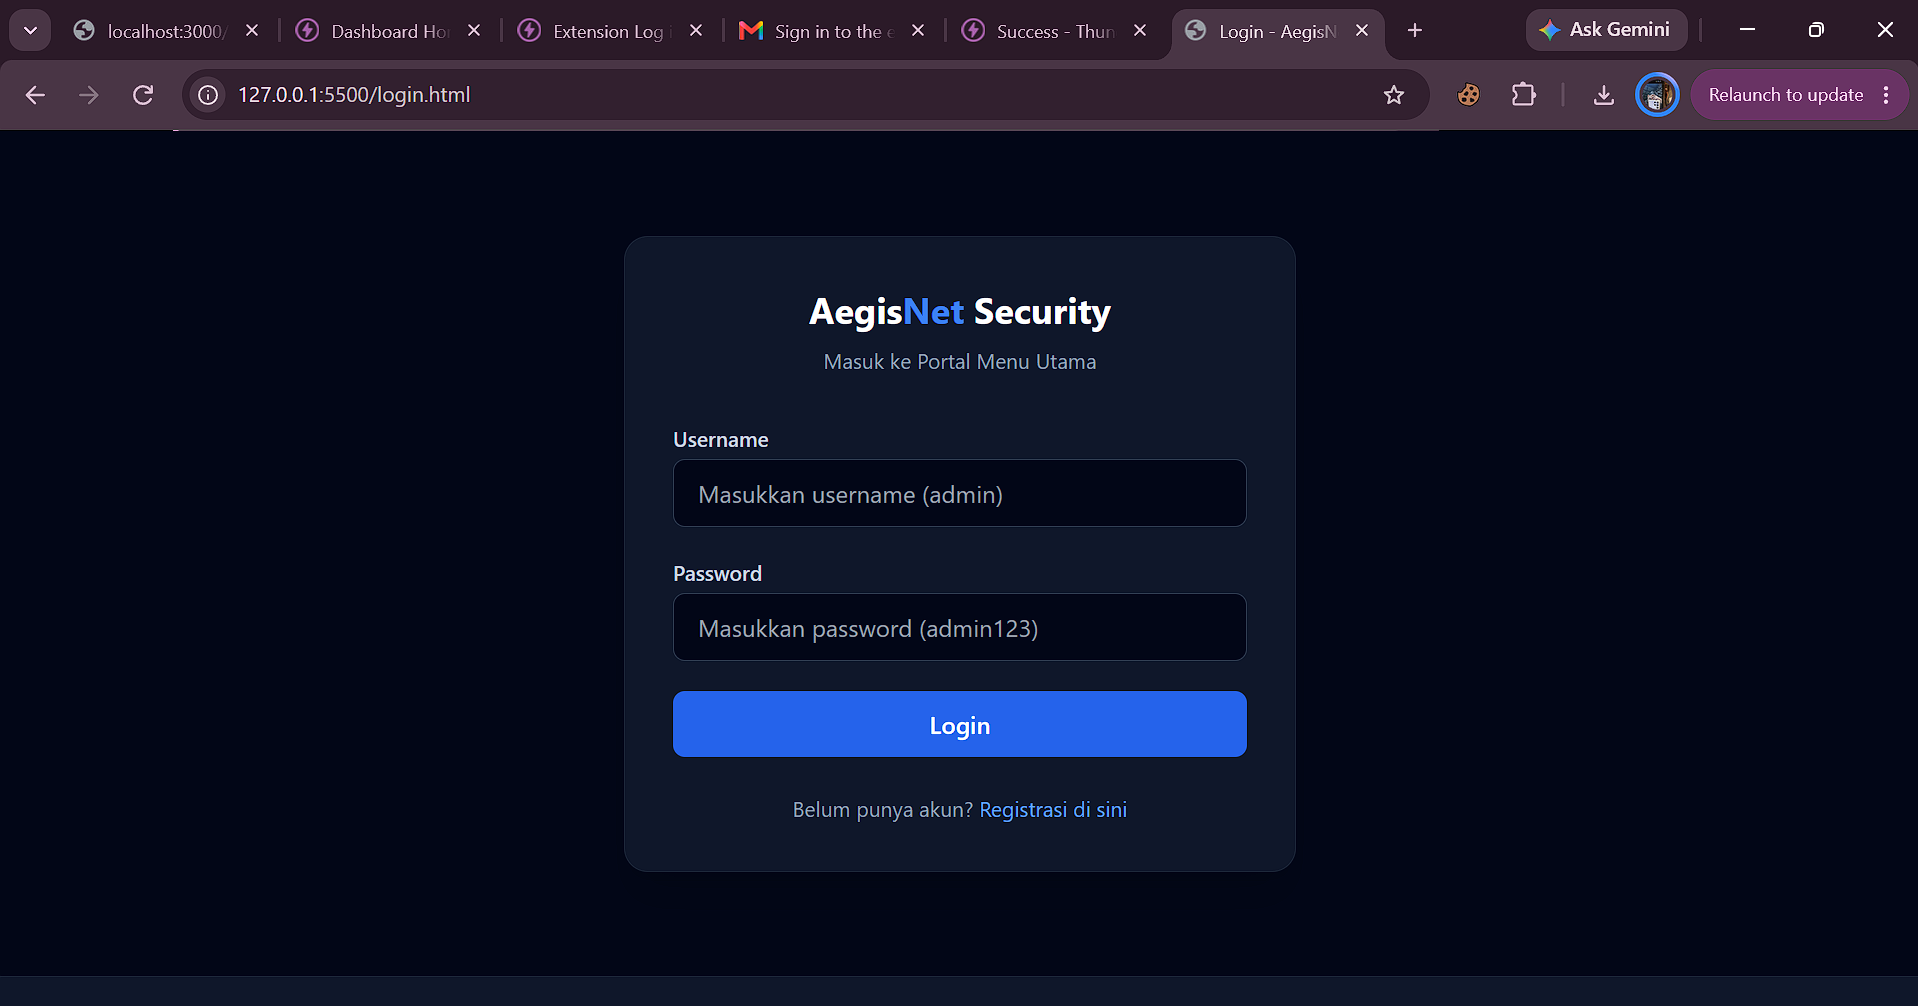 localhost:3000/
Dashboard Ho
Extension Log i
Sign in to the e
Success - Thun
Login - AegisN
Ask Gemini
127.0.0.1:5500/login.html
Relaunch to update
AegisNet Security
Masuk ke Portal Menu Utama
Username
Masukkan username (admin)
Password
Masukkan password (admin123)
Login
Belum punya akun? Registrasi di sini